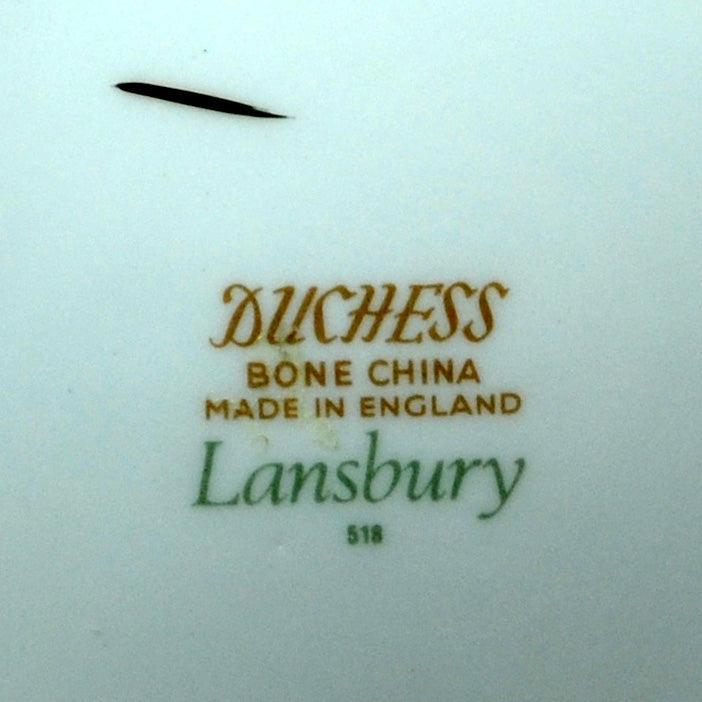 DUCHESS
BONE CHINA
MADE IN ENGLAND
Lansbury
518